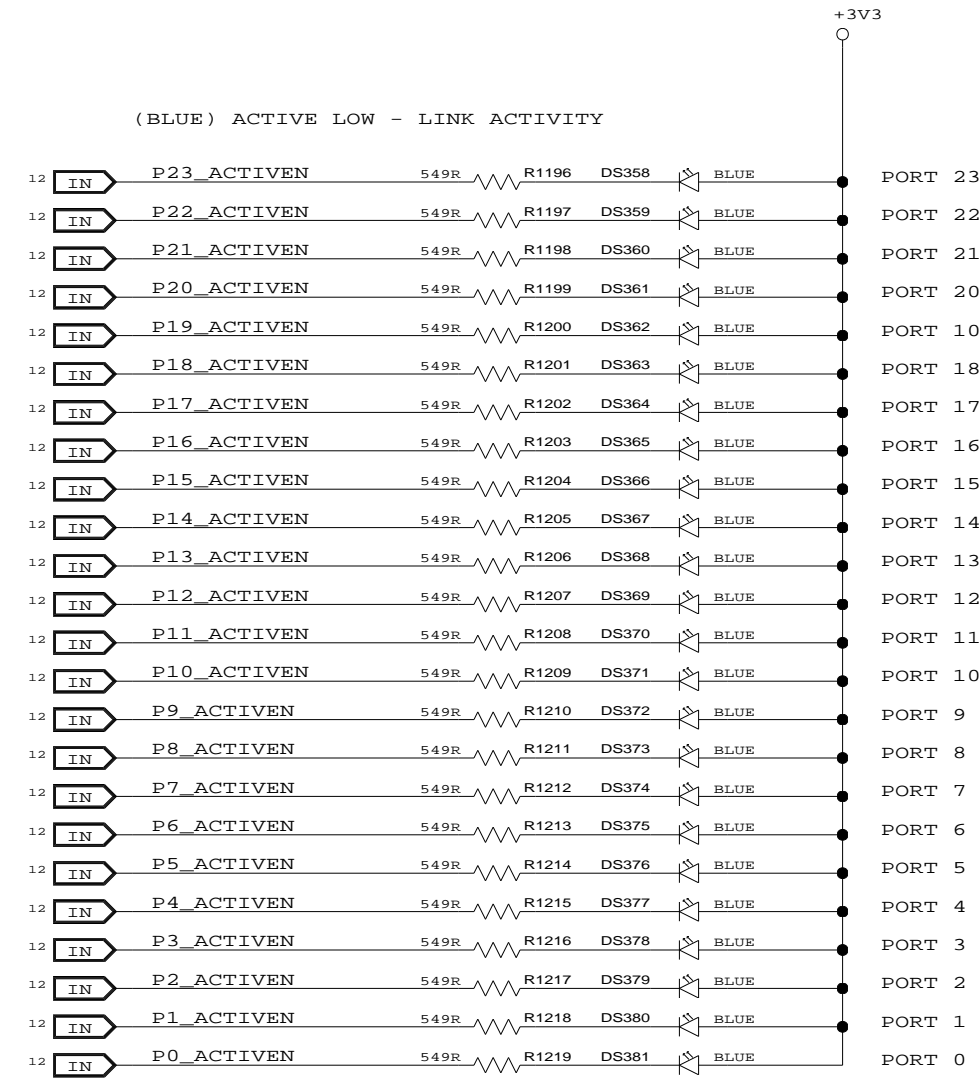 +3V3
(BLUE) ACTIVE LOW - LINK ACTIVITY
12 IN P23_ACTIVEN 549R R1196 DS358 BLUE PORT 23
12 IN P22_ACTIVEN 549R R1197 DS359 BLUE PORT 22
12 IN P21_ACTIVEN 549R R1198 DS360 BLUE PORT 21
12 IN P20_ACTIVEN 549R R1199 DS361 BLUE PORT 20
12 IN P19_ACTIVEN 549R R1200 DS362 BLUE PORT 10
12 IN P18_ACTIVEN 549R R1201 DS363 BLUE PORT 18
12 IN P17_ACTIVEN 549R R1202 DS364 BLUE PORT 17
12 IN P16_ACTIVEN 549R R1203 DS365 BLUE PORT 16
12 IN P15_ACTIVEN 549R R1204 DS366 BLUE PORT 15
12 IN P14_ACTIVEN 549R R1205 DS367 BLUE PORT 14
12 IN P13_ACTIVEN 549R R1206 DS368 BLUE PORT 13
12 IN P12_ACTIVEN 549R R1207 DS369 BLUE PORT 12
12 IN P11_ACTIVEN 549R R1208 DS370 BLUE PORT 11
12 IN P10_ACTIVEN 549R R1209 DS371 BLUE PORT 10
12 IN P9_ACTIVEN 549R R1210 DS372 BLUE PORT 9
12 IN P8_ACTIVEN 549R R1211 DS373 BLUE PORT 8
12 IN P7_ACTIVEN 549R R1212 DS374 BLUE PORT 7
12 IN P6_ACTIVEN 549R R1213 DS375 BLUE PORT 6
12 IN P5_ACTIVEN 549R R1214 DS376 BLUE PORT 5
12 IN P4_ACTIVEN 549R R1215 DS377 BLUE PORT 4
12 IN P3_ACTIVEN 549R R1216 DS378 BLUE PORT 3
12 IN P2_ACTIVEN 549R R1217 DS379 BLUE PORT 2
12 IN P1_ACTIVEN 549R R1218 DS380 BLUE PORT 1
12 IN P0_ACTIVEN 549R R1219 DS381 BLUE PORT 0